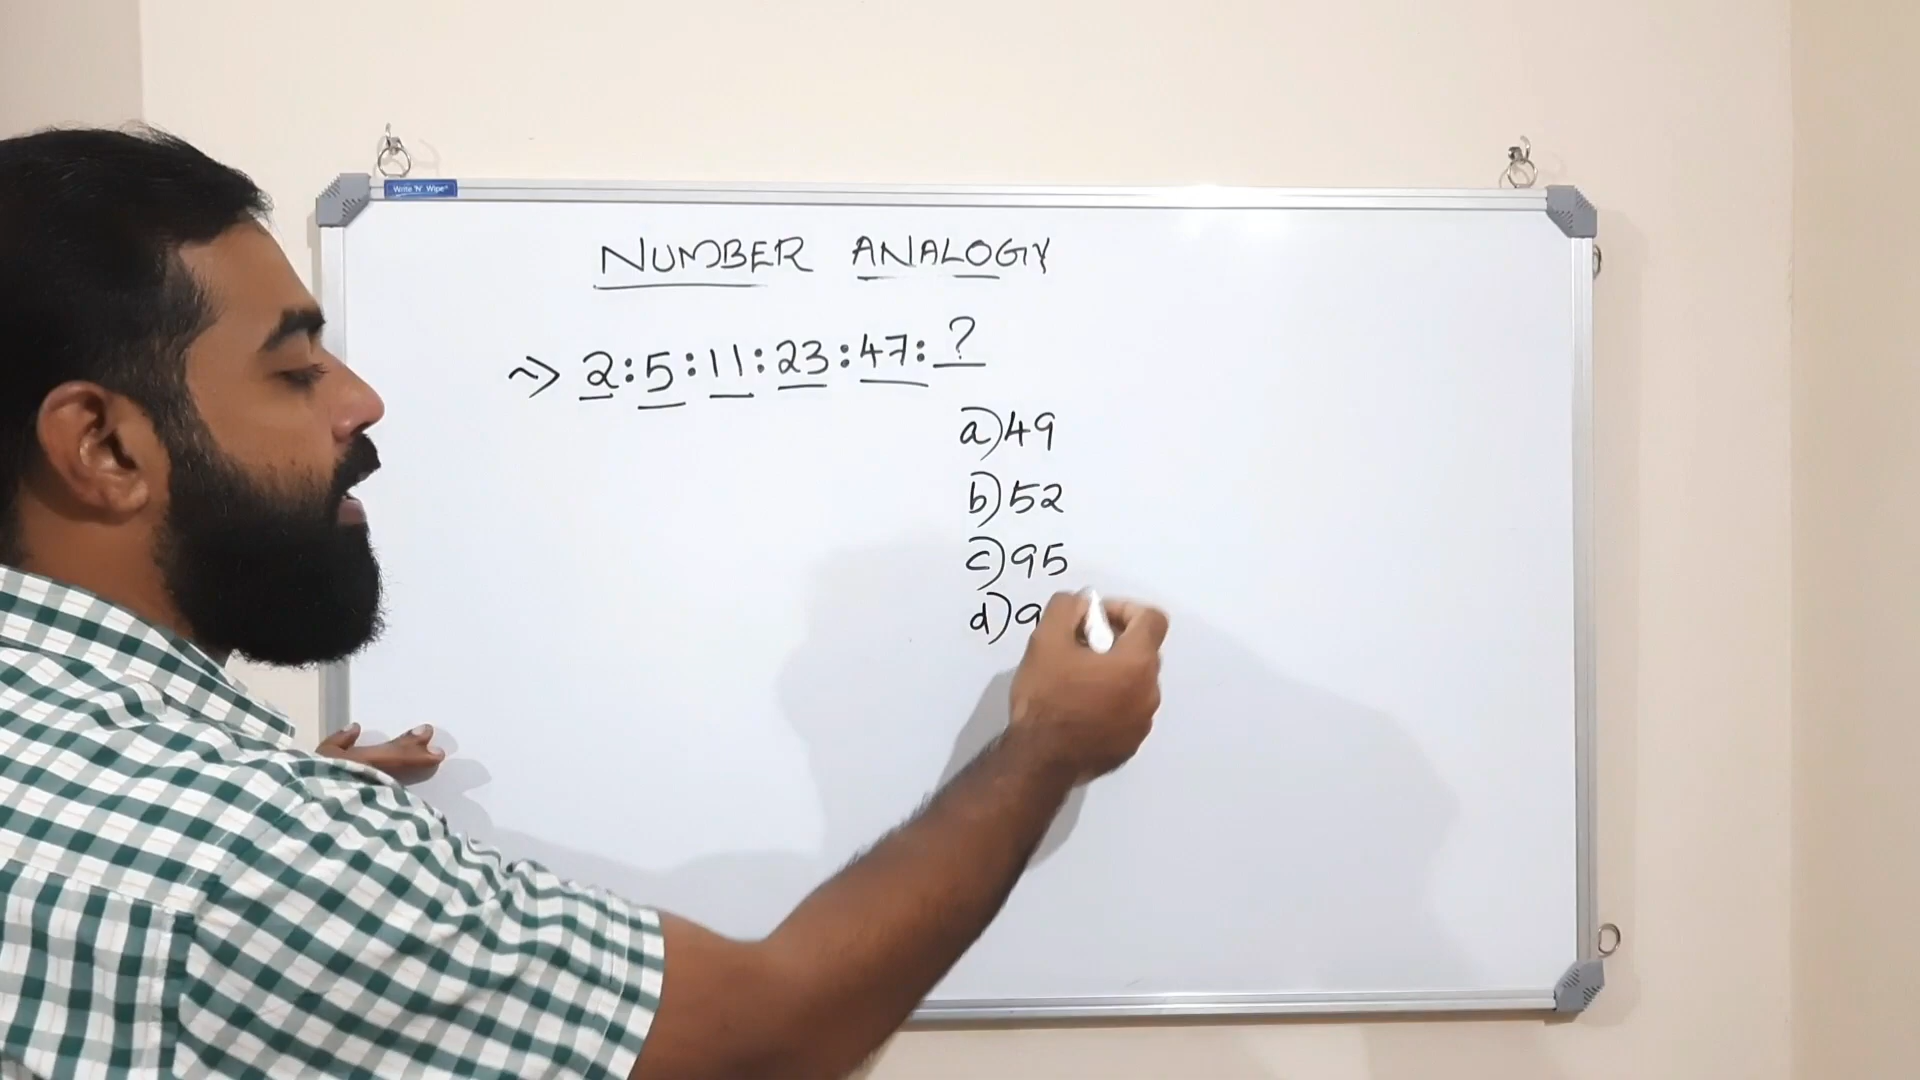 Write 'N' Wipe
NUMBER ANALOGY
~> 2:5:11:23:47:?
a) 49
b) 52
c) 95
d) 9